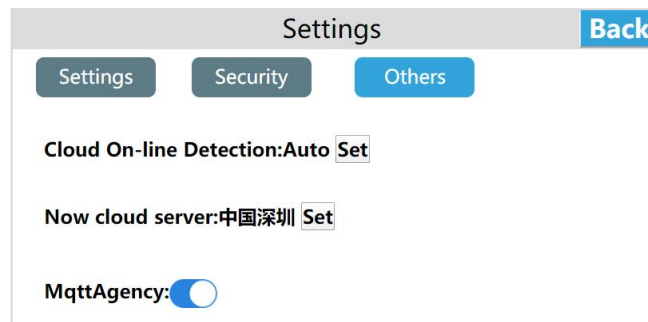 Settings Back
Settings Security Others
Cloud On-line Detection:Auto Set
Now cloud server:中国深圳 Set
MqttAgency: